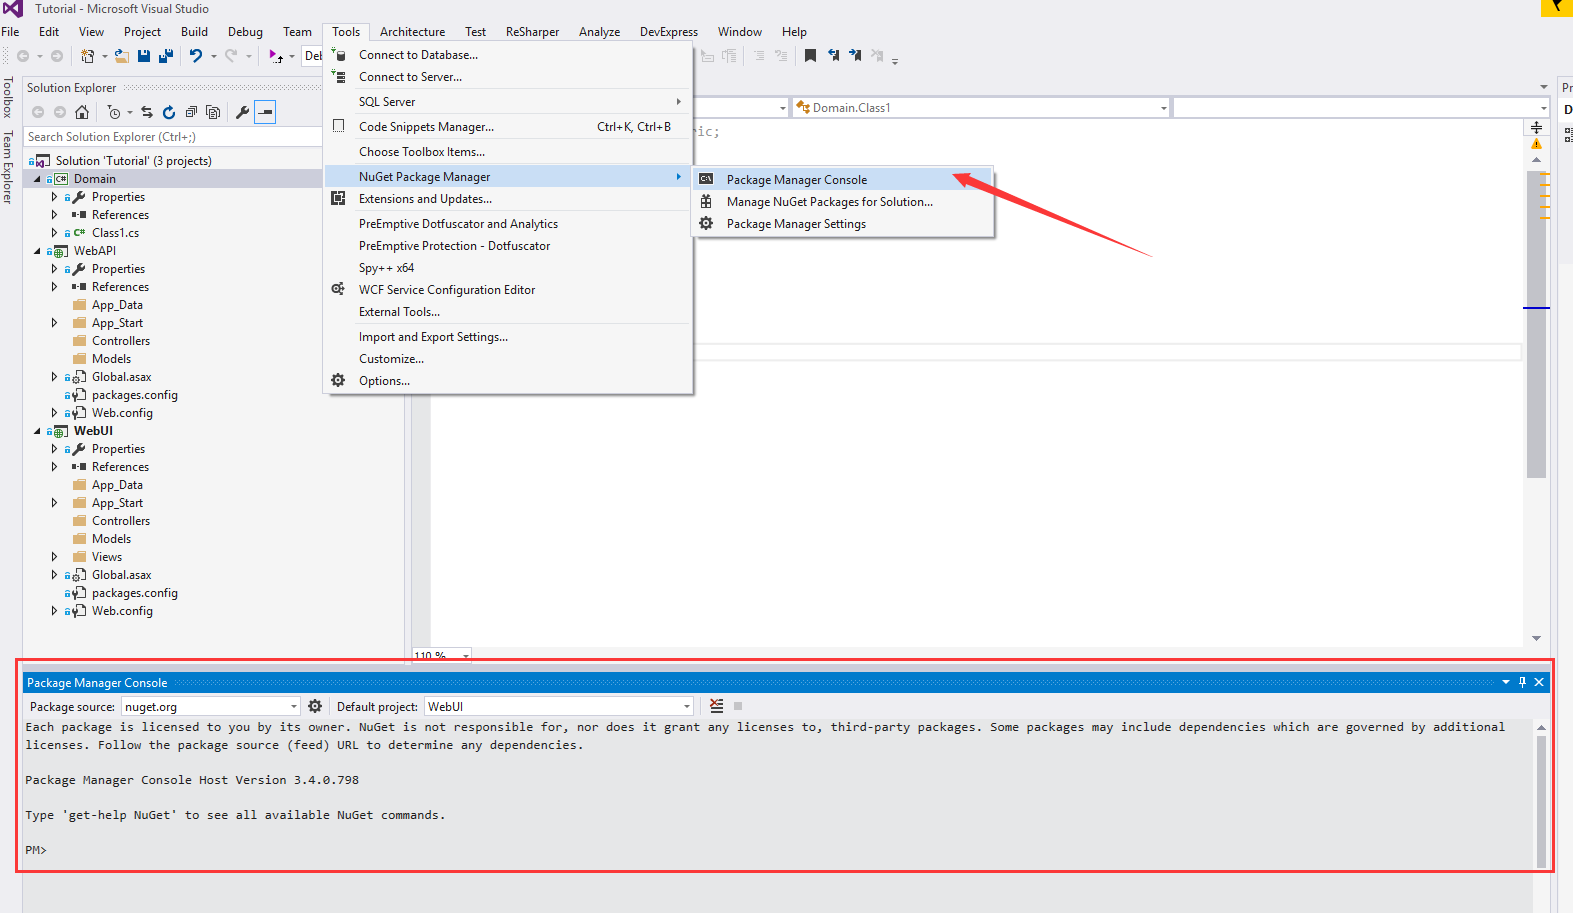 Tutorial - Microsoft Visual Studio
File Edit View Project Build Debug Team Tools Architecture Test ReSharper Analyze DevExpress Window Help
Deb
Connect to Database...
Connect to Server...
SQL Server
Code Snippets Manager... Ctrl+K, Ctrl+B
Choose Toolbox Items...
NuGet Package Manager
Extensions and Updates...
PreEmptive Dotfuscator and Analytics
PreEmptive Protection - Dotfuscator
Spy++ x64
WCF Service Configuration Editor
External Tools...
Import and Export Settings...
Customize...
Options...
Package Manager Console
Manage NuGet Packages for Solution...
Package Manager Settings
Toolbox
Team Explorer
Solution Explorer
Search Solution Explorer (Ctrl+;)
Solution 'Tutorial' (3 projects)
Domain
Properties
References
Class1.cs
WebAPI
Properties
References
App_Data
App_Start
Controllers
Models
Global.asax
packages.config
Web.config
WebUI
Properties
References
App_Data
App_Start
Controllers
Models
Views
Global.asax
packages.config
Web.config
Domain.Class1
ric;
Pr
D
110 %
Package Manager Console
Package source: nuget.org Default project: WebUI
Each package is licensed to you by its owner. NuGet is not responsible for, nor does it grant any licenses to, third-party packages. Some packages may include dependencies which are governed by additional
licenses. Follow the package source (feed) URL to determine any dependencies.
Package Manager Console Host Version 3.4.0.798
Type 'get-help NuGet' to see all available NuGet commands.
PM>